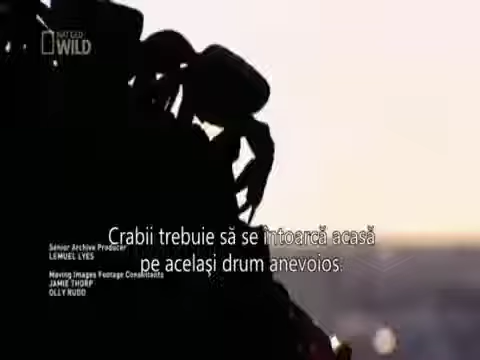 NAT GEO
WILD
Crabii trebuie să se întoarcă acasă
pe acelaşi drum anevoios.
Senior Archive Producer
LEMUEL LYES
Moving Images Footage Consultants
JAMIE THORP
OLLY RUDD